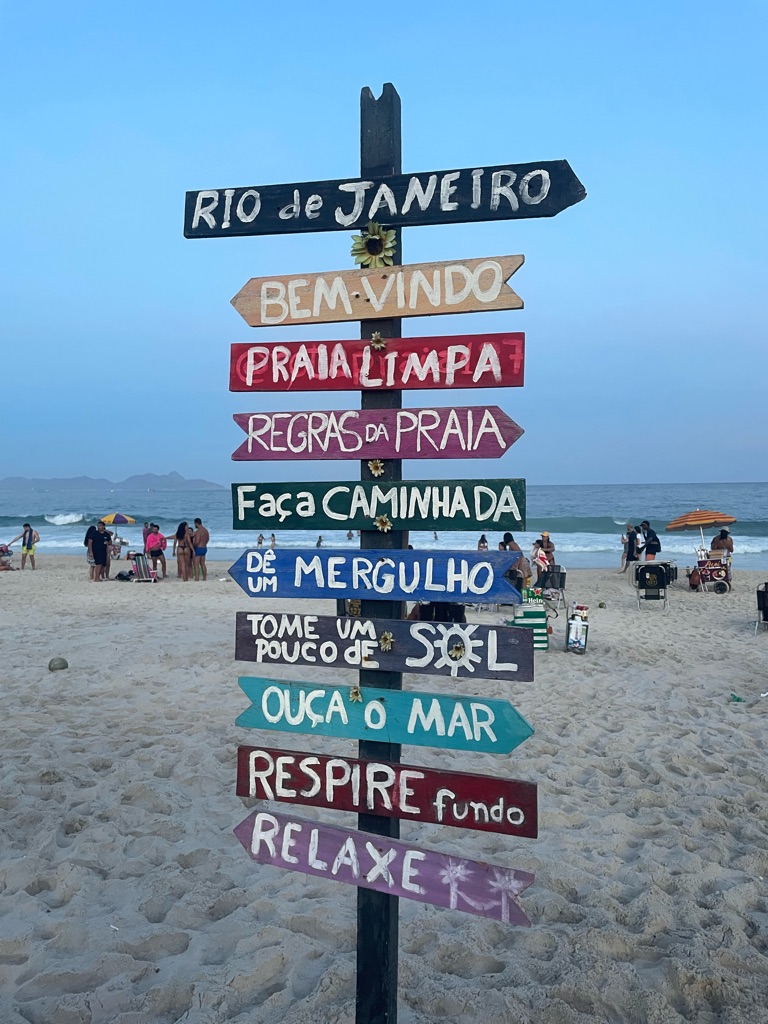 RIO de JANEIRO
BEM-VINDO
PRAIA LIMPA
REGRAS DA PRAIA
Faça CAMINHADA
DÊ
UM MERGULHO
TOME UM
POUCO DE SOL
OUÇA O MAR
RESPIRE fundo
RELAXE